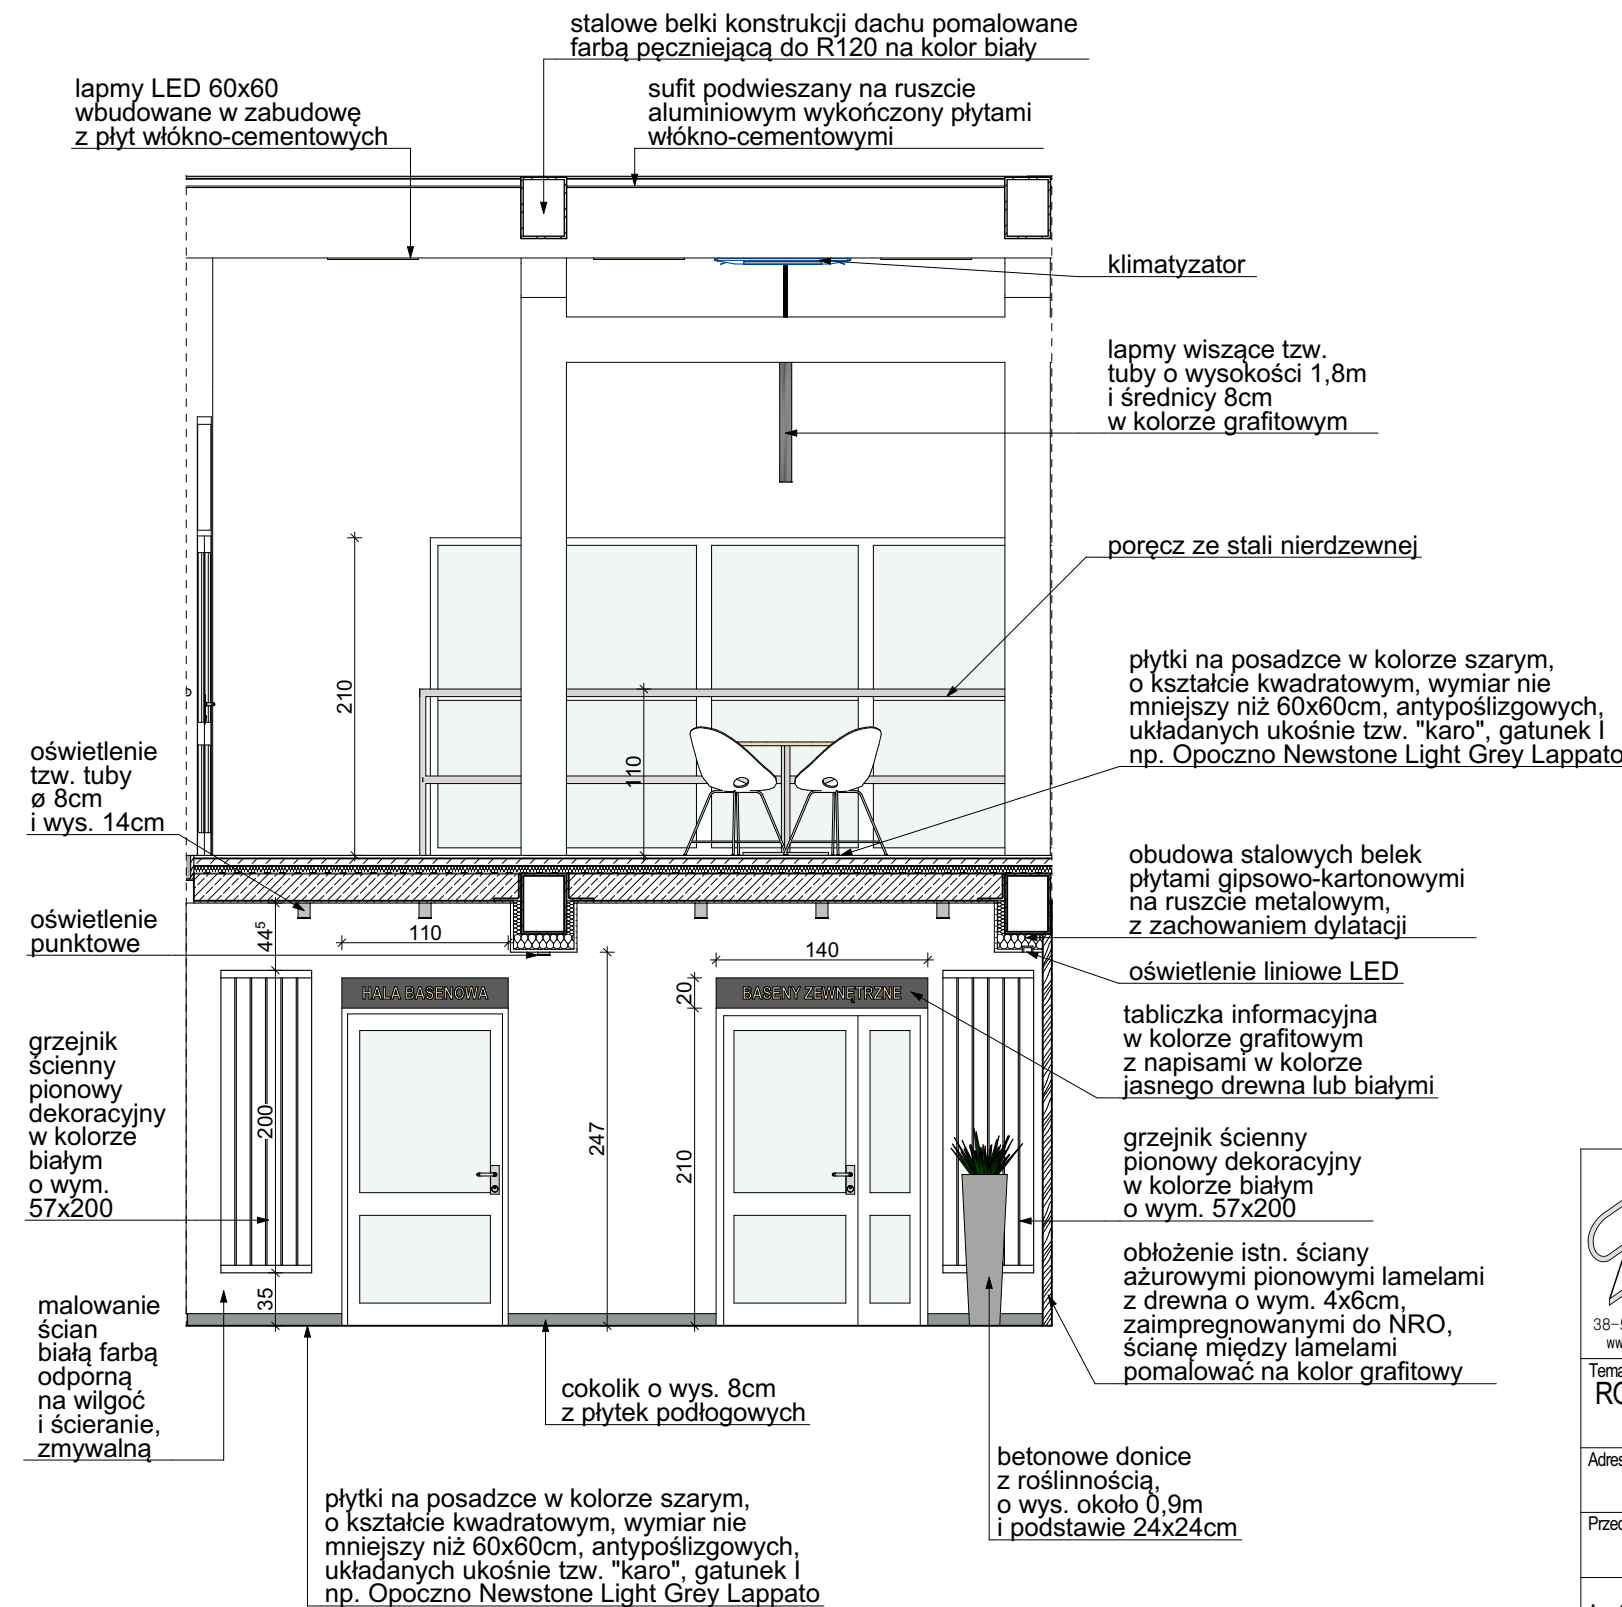 stalowe belki konstrukcji dachu pomalowane
farbą pęczniejącą do R120 na kolor biały
lapmy LED 60x60
wbudowane w zabudowę
z płyt włókno-cementowych
sufit podwieszany na ruszcie
aluminiowym wykończony płytami
włókno-cementowymi
klimatyzator
lapmy wiszące tzw.
tuby o wysokości 1,8m
i średnicy 8cm
w kolorze grafitowym
poręcz ze stali nierdzewnej
210
110
płytki na posadzce w kolorze szarym,
o kształcie kwadratowym, wymiar nie
mniejszy niż 60x60cm, antypoślizgowych,
układanych ukośnie tzw. "karo", gatunek I
np. Opoczno Newstone Light Grey Lappato
oświetlenie
tzw. tuby
ø 8cm
i wys. 14cm
obudowa stalowych belek
płytami gipsowo-kartonowymi
na ruszcie metalowym,
z zachowaniem dylatacji
oświetlenie
punktowe
44⁵
110
140
oświetlenie liniowe LED
HALA BASENOWA
BASENY ZEWNĘTRZNE
20
tabliczka informacyjna
w kolorze grafitowym
z napisami w kolorze
jasnego drewna lub białymi
grzejnik
ścienny
pionowy
dekoracyjny
w kolorze
białym
o wym.
57x200
200
247
210
35
grzejnik ścienny
pionowy dekoracyjny
w kolorze białym
o wym. 57x200
obłożenie istn. ściany
ażurowymi pionowymi lamelami
z drewna o wym. 4x6cm,
zaimpregnowanymi do NRO,
ścianę między lamelami
pomalować na kolor grafitowy
malowanie
ścian
białą farbą
odporną
na wilgoć
i ścieranie,
zmywalną
cokolik o wys. 8cm
z płytek podłogowych
betonowe donice
z roślinnością,
o wys. około 0,9m
i podstawie 24x24cm
płytki na posadzce w kolorze szarym,
o kształcie kwadratowym, wymiar nie
mniejszy niż 60x60cm, antypoślizgowych,
układanych ukośnie tzw. "karo", gatunek I
np. Opoczno Newstone Light Grey Lappato
Adres